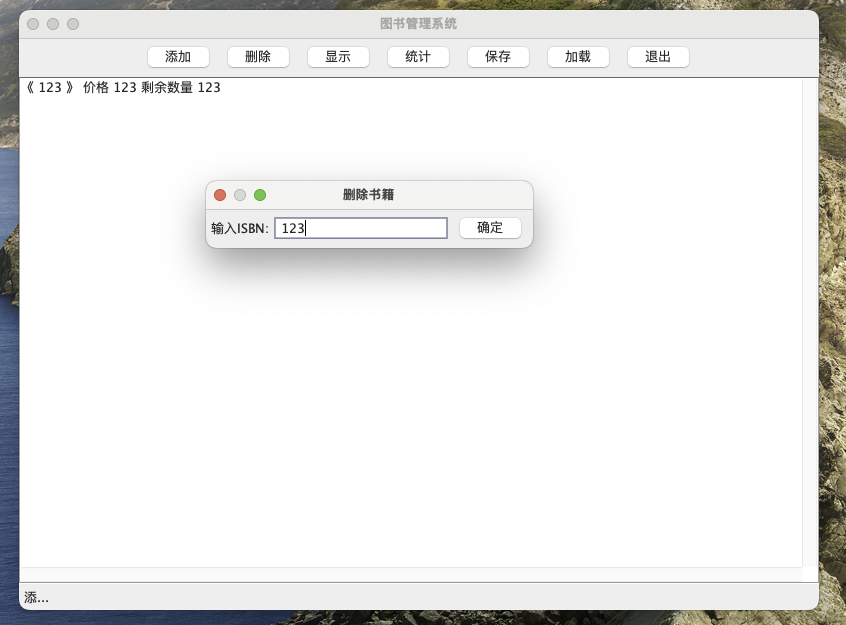 图书管理系统
添加 删除 显示 统计 保存 加载 退出
《 123 》 价格 123 剩余数量 123
删除书籍
输入ISBN: 123 确定
添...